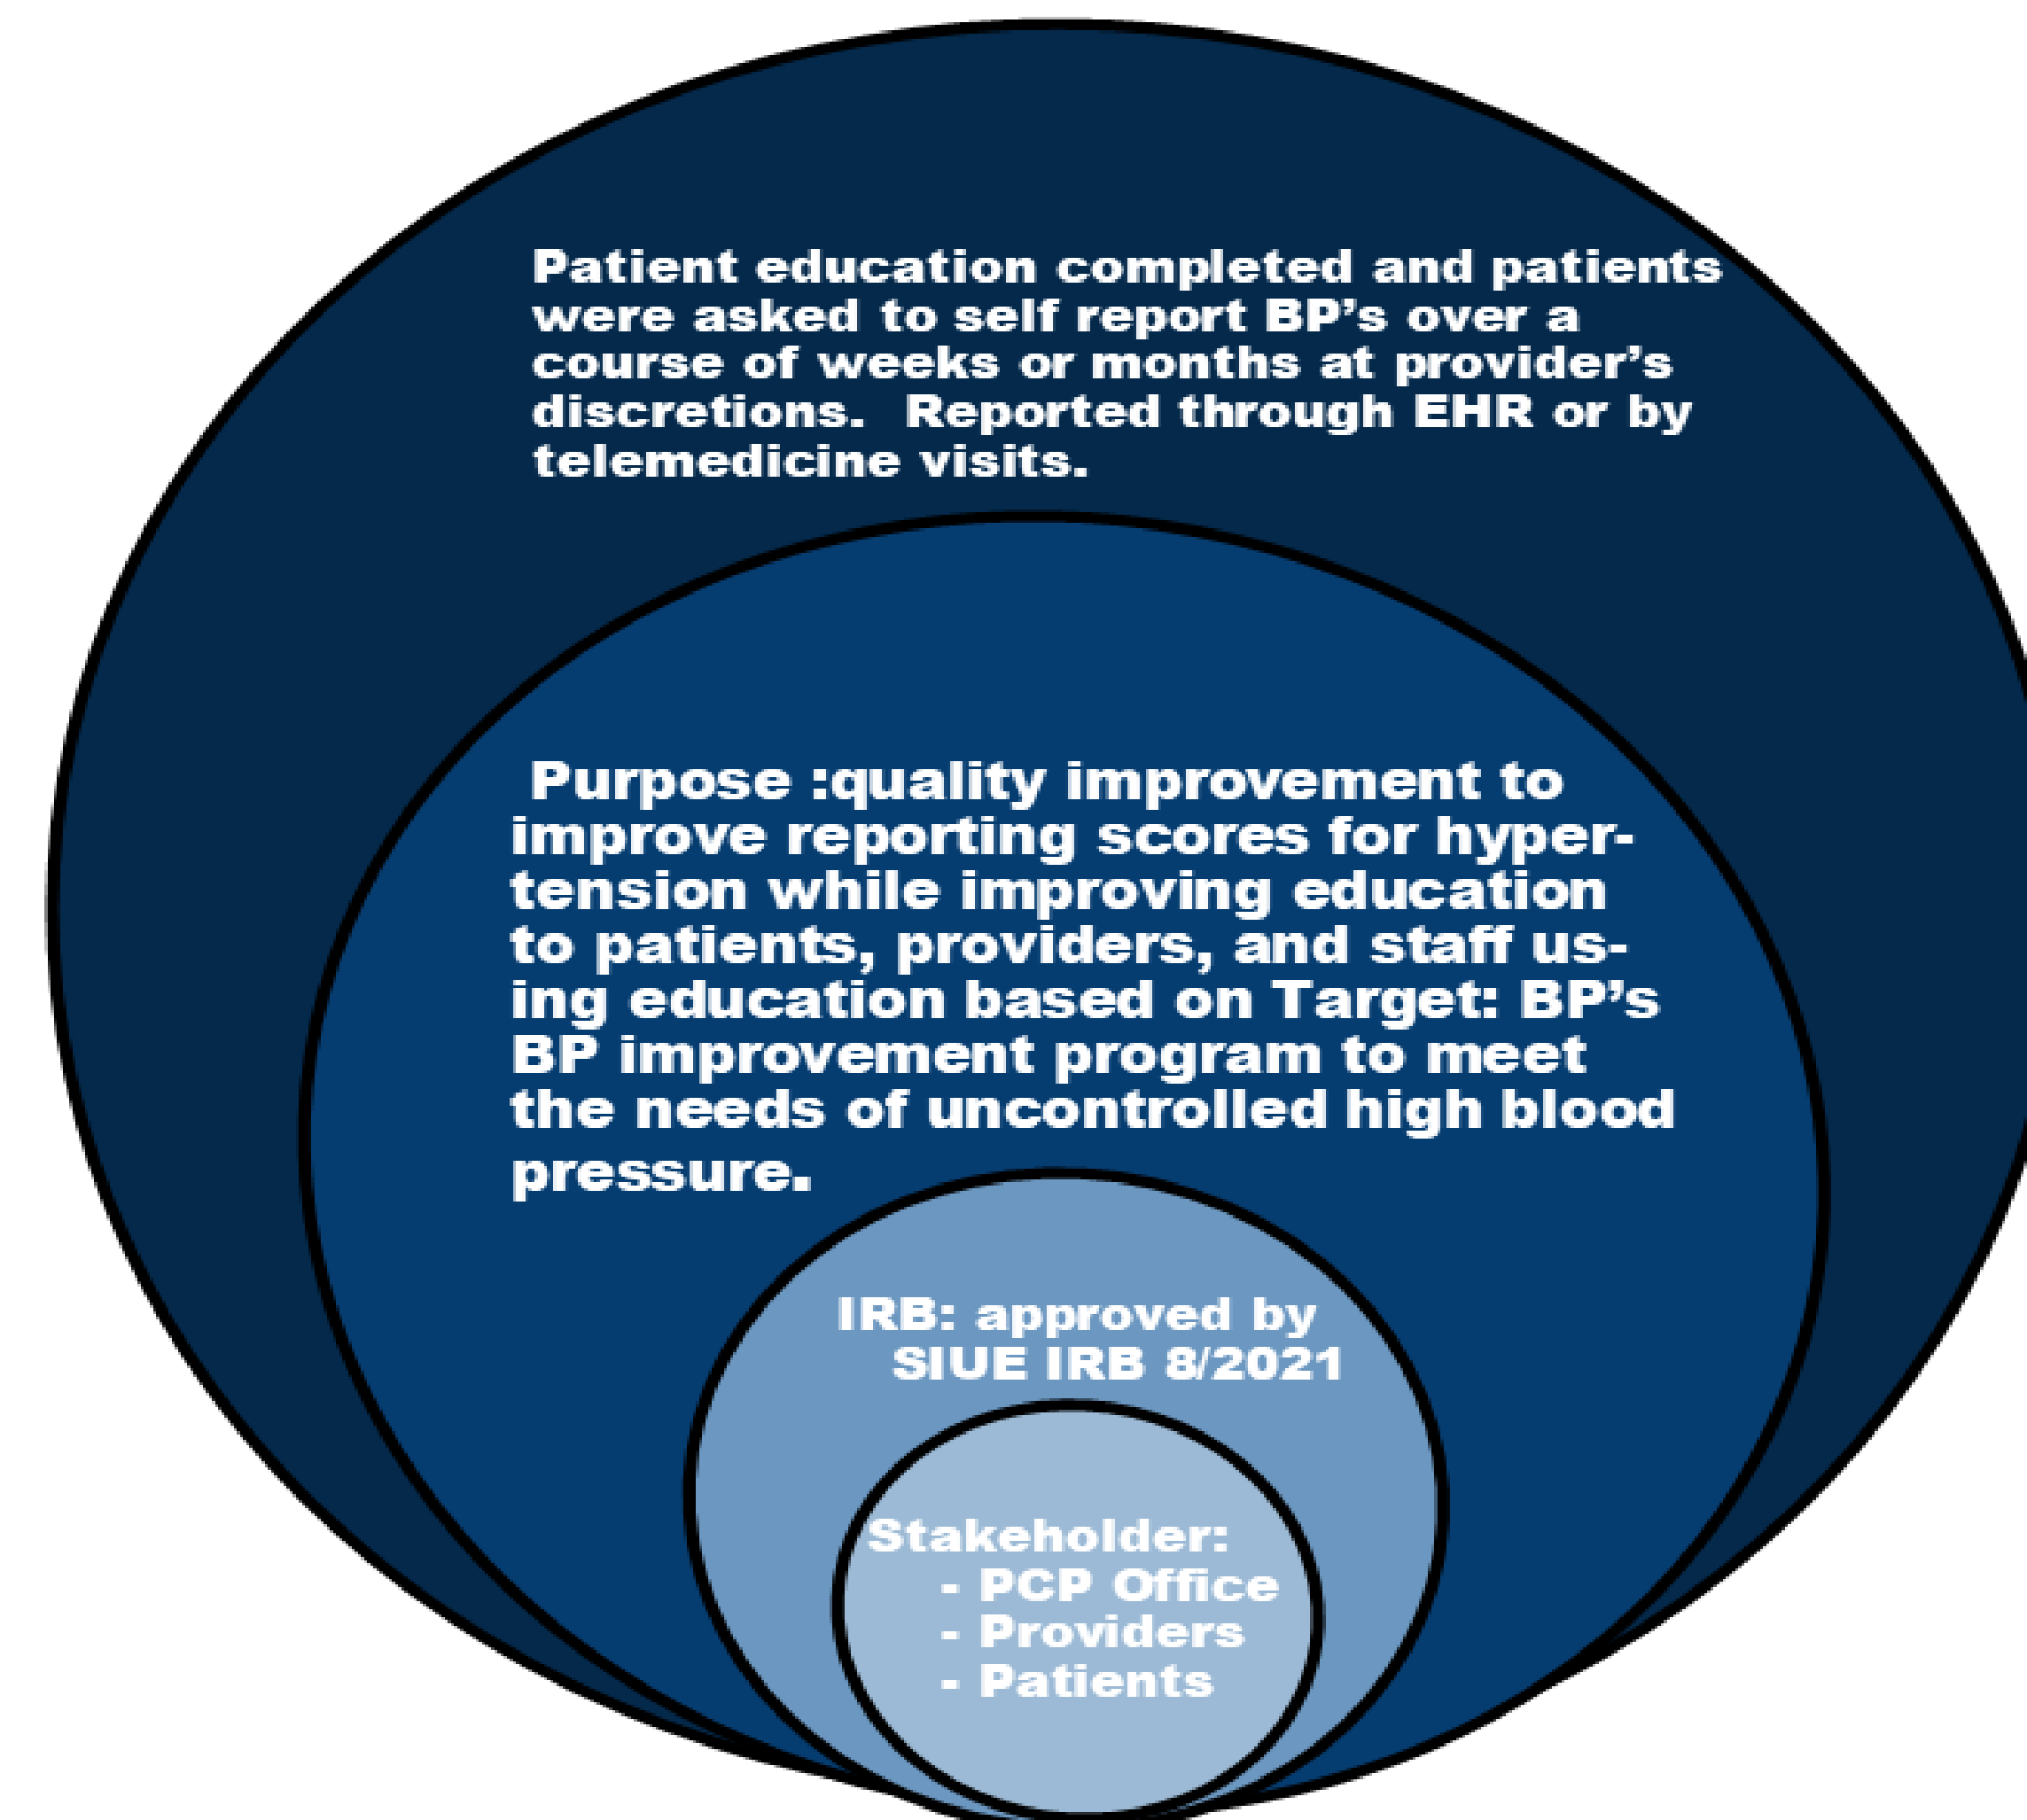 Patient education completed and patients
were asked to self report BP’s over a
course of weeks or months at provider’s
discretions.  Reported through EHR or by
telemedicine visits.
Purpose :quality improvement to
improve reporting scores for hyper-
tension while improving education
to patients, providers, and staff us-
ing education based on Target: BP’s
BP improvement program to meet
the needs of uncontrolled high blood
pressure.
IRB: approved by
SIUE IRB 8/2021
Stakeholder:
- PCP Office
- Providers
- Patients